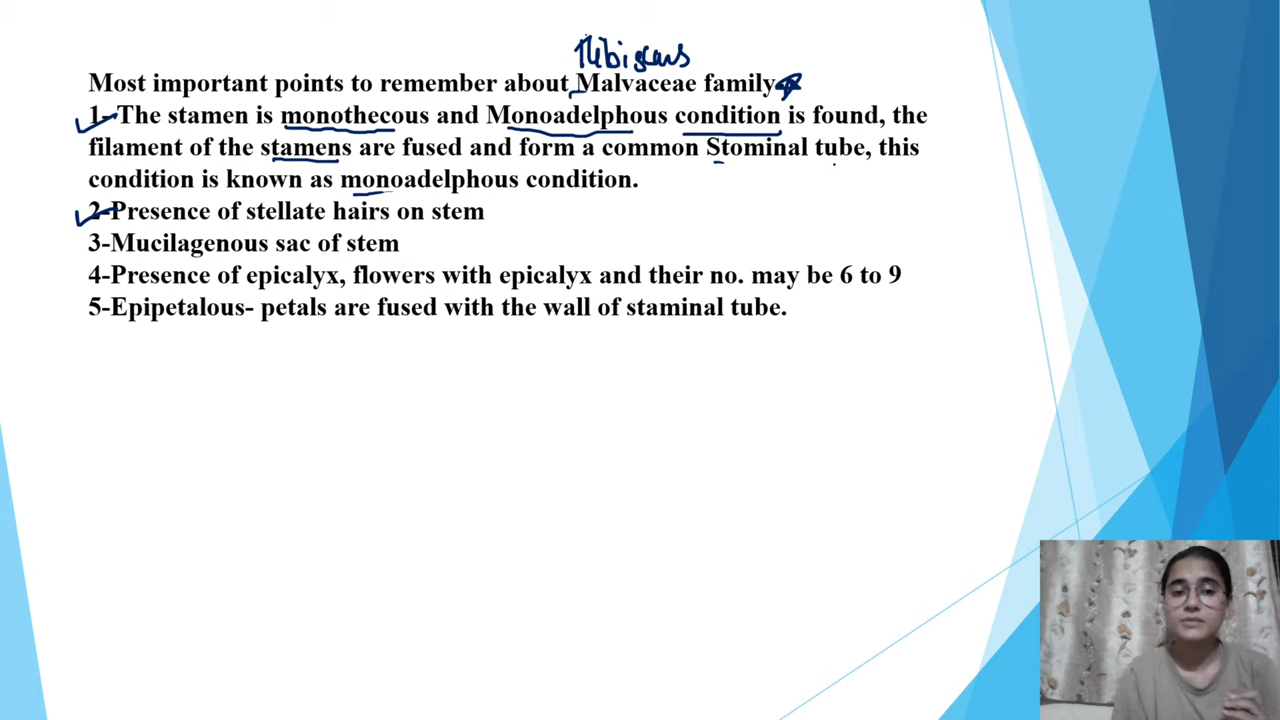 Hibiscus
Most important points to remember about Malvaceae family
1- The stamen is monothecous and Monoadelphous condition is found, the
filament of the stamens are fused and form a common Stominal tube, this
condition is known as monoadelphous condition.
2-Presence of stellate hairs on stem
3-Mucilagenous sac of stem
4-Presence of epicalyx, flowers with epicalyx and their no. may be 6 to 9
5-Epipetalous- petals are fused with the wall of staminal tube.